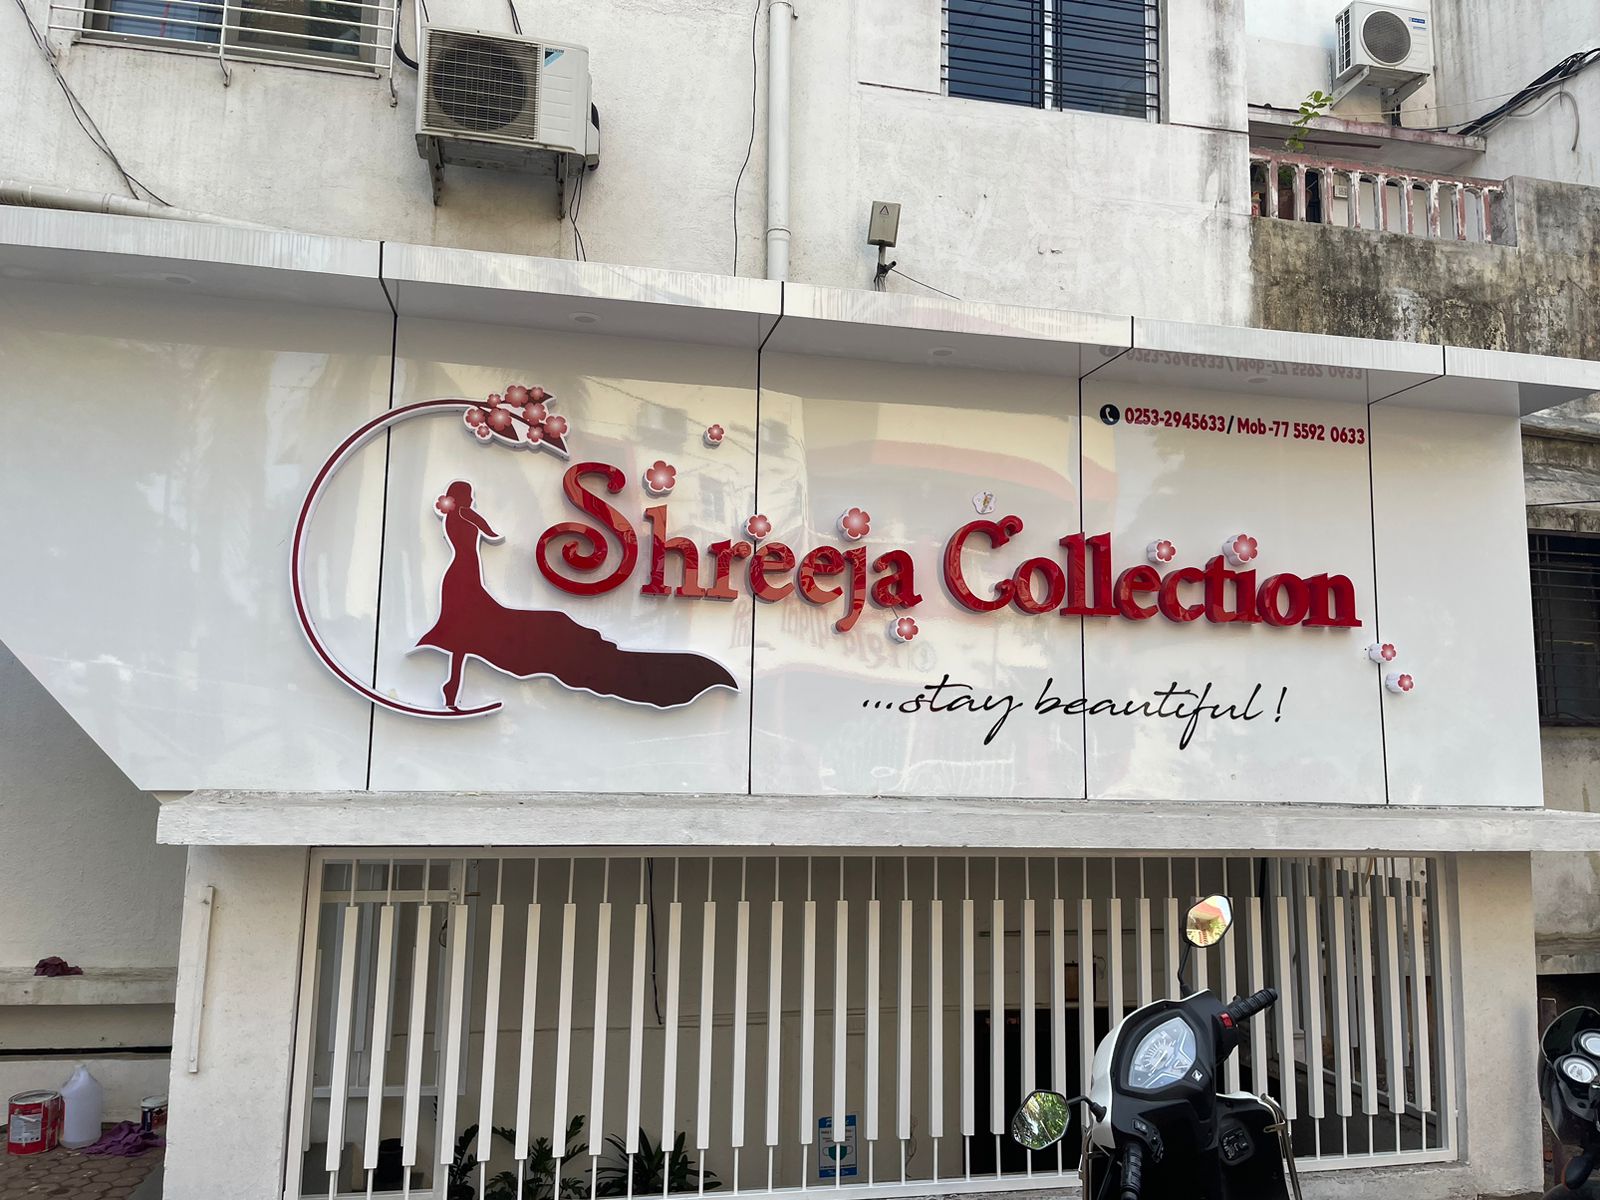 0253-2945633/Mob-77 5592 0633
Shreeja Collection
...stay beautiful!